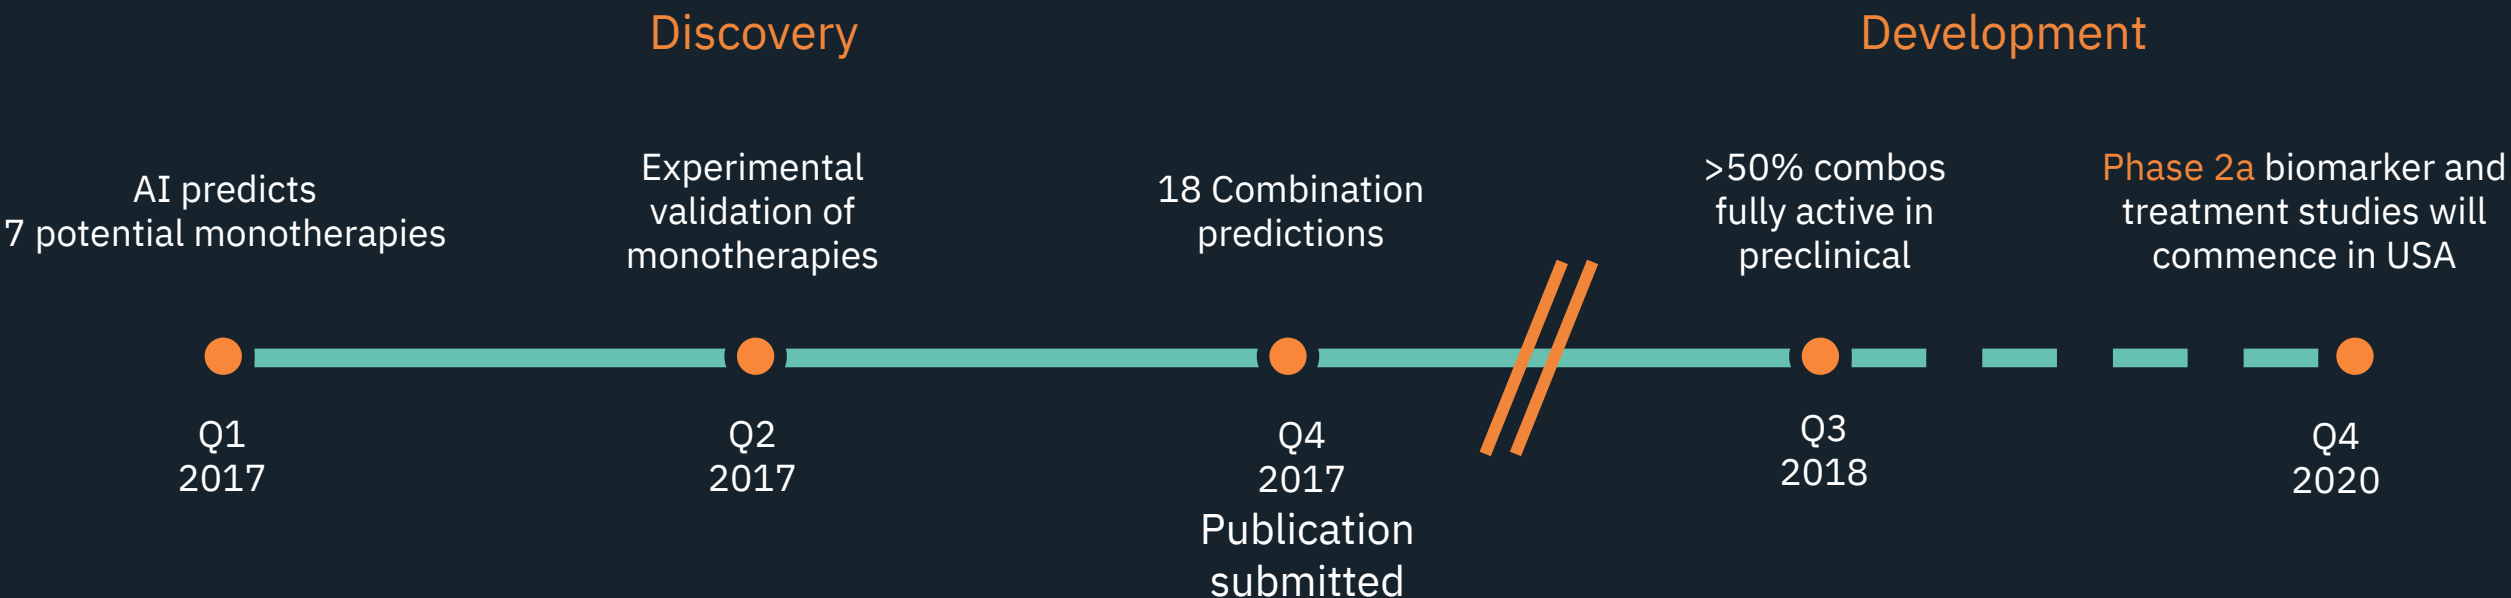 Discovery
Development
AI predicts
7 potential monotherapies
Experimental
validation of
monotherapies
18 Combination
predictions
>50% combos
fully active in
preclinical
Phase 2a biomarker and
treatment studies will
commence in USA
Q1
2017
Q2
2017
Q4
2017
Publication
submitted
Q3
2018
Q4
2020